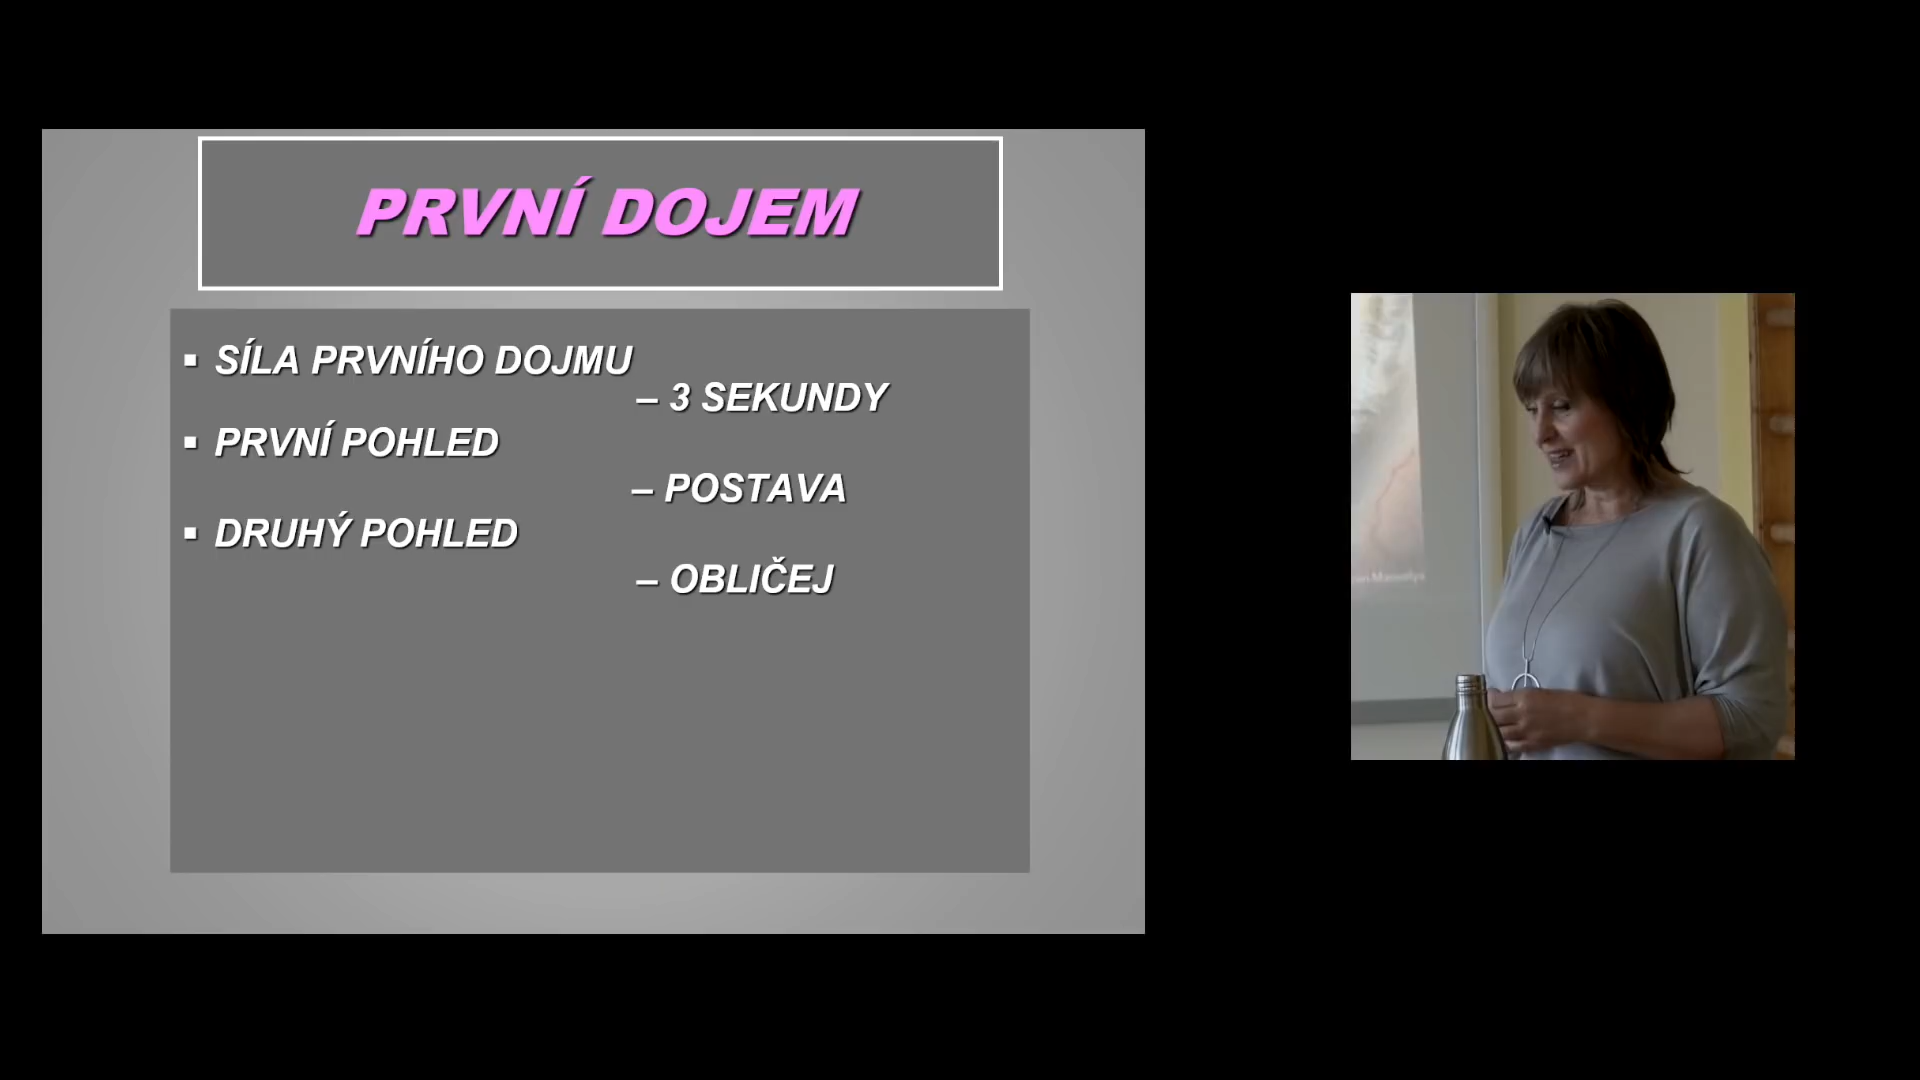 PRVNÍ DOJEM
▪ SÍLA PRVNÍHO DOJMU
– 3 SEKUNDY
▪ PRVNÍ POHLED
– POSTAVA
▪ DRUHÝ POHLED
– OBLIČEJ